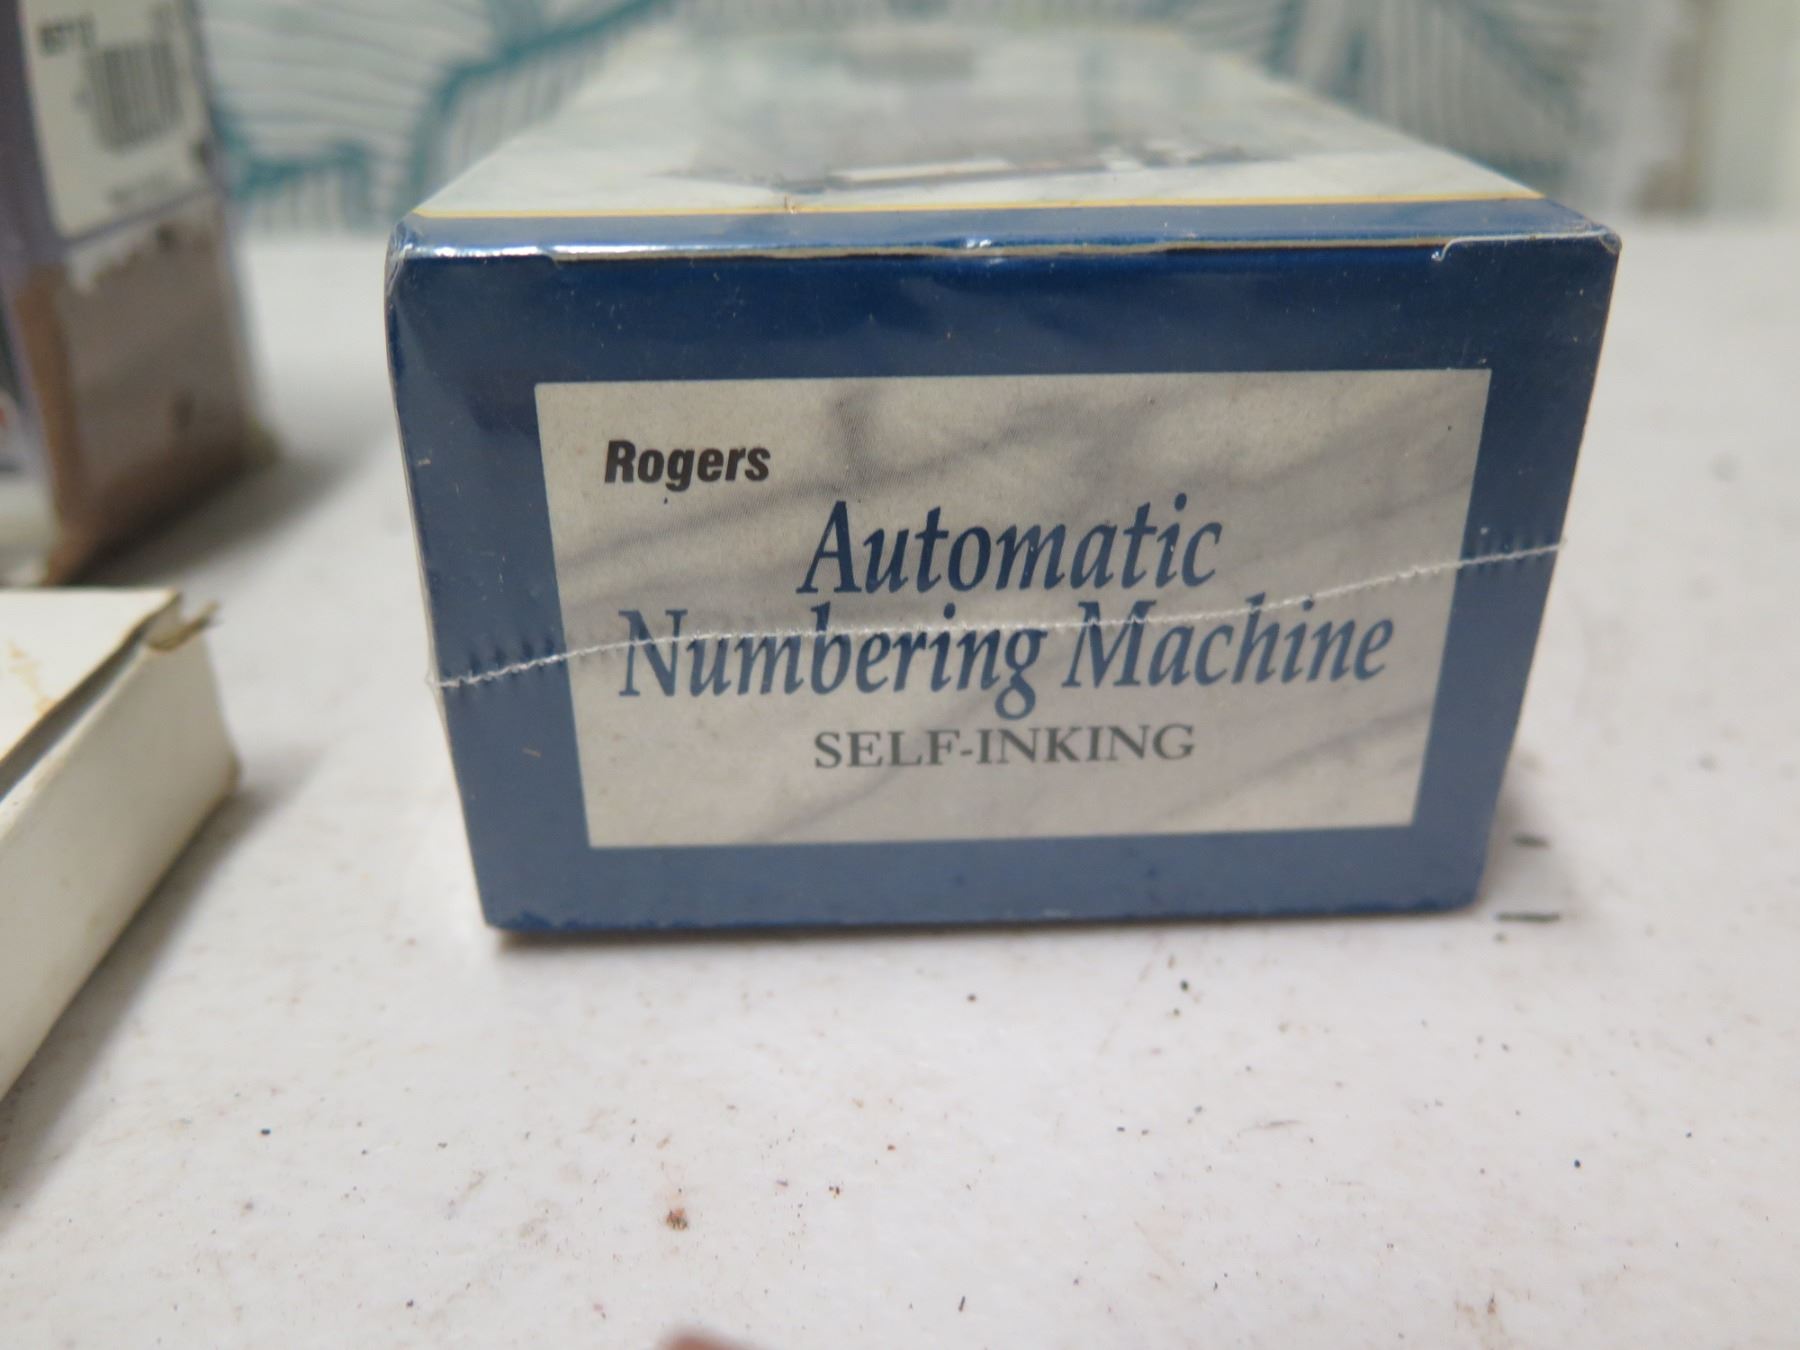 Rogers
Automatic
Numbering Machine
SELF-INKING